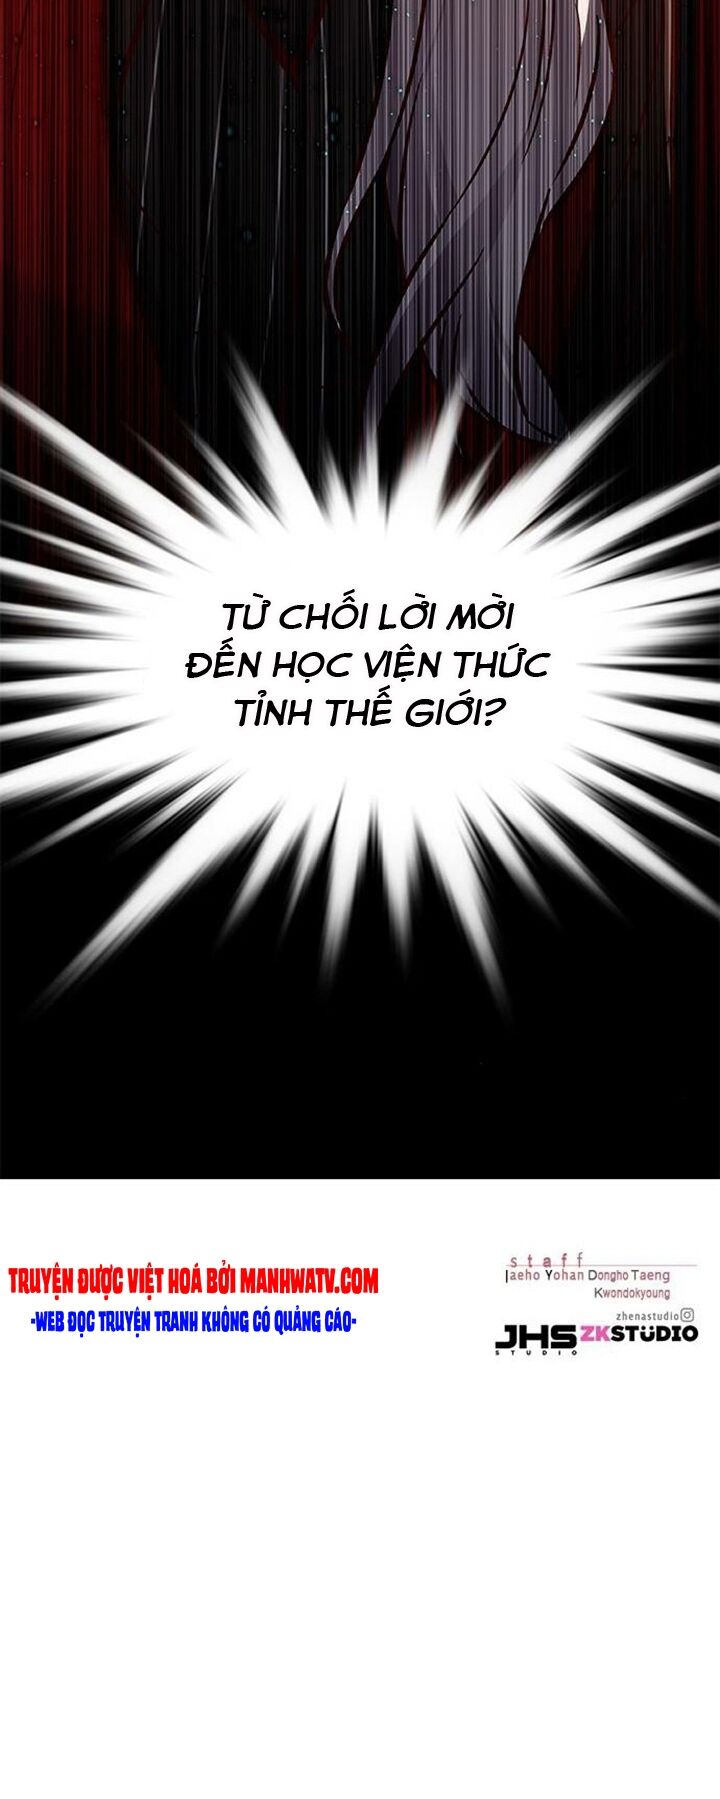 TỪ CHỐI LỜI MỜI
ĐẾN HỌC VIỆN THỨC
TỈNH THẾ GIỚI?
TRUYỆN ĐƯỢC VIỆT HOÁ BỞI MANHWATV.COM
-WEB ĐỌC TRUYỆN TRANH KHÔNG CÓ QUẢNG CÁO-
staff
Jaeho Yohan Dongho Taeng
Kwondokyoung
zhenastudio
JHS ZKSTUDIO
STUDIO